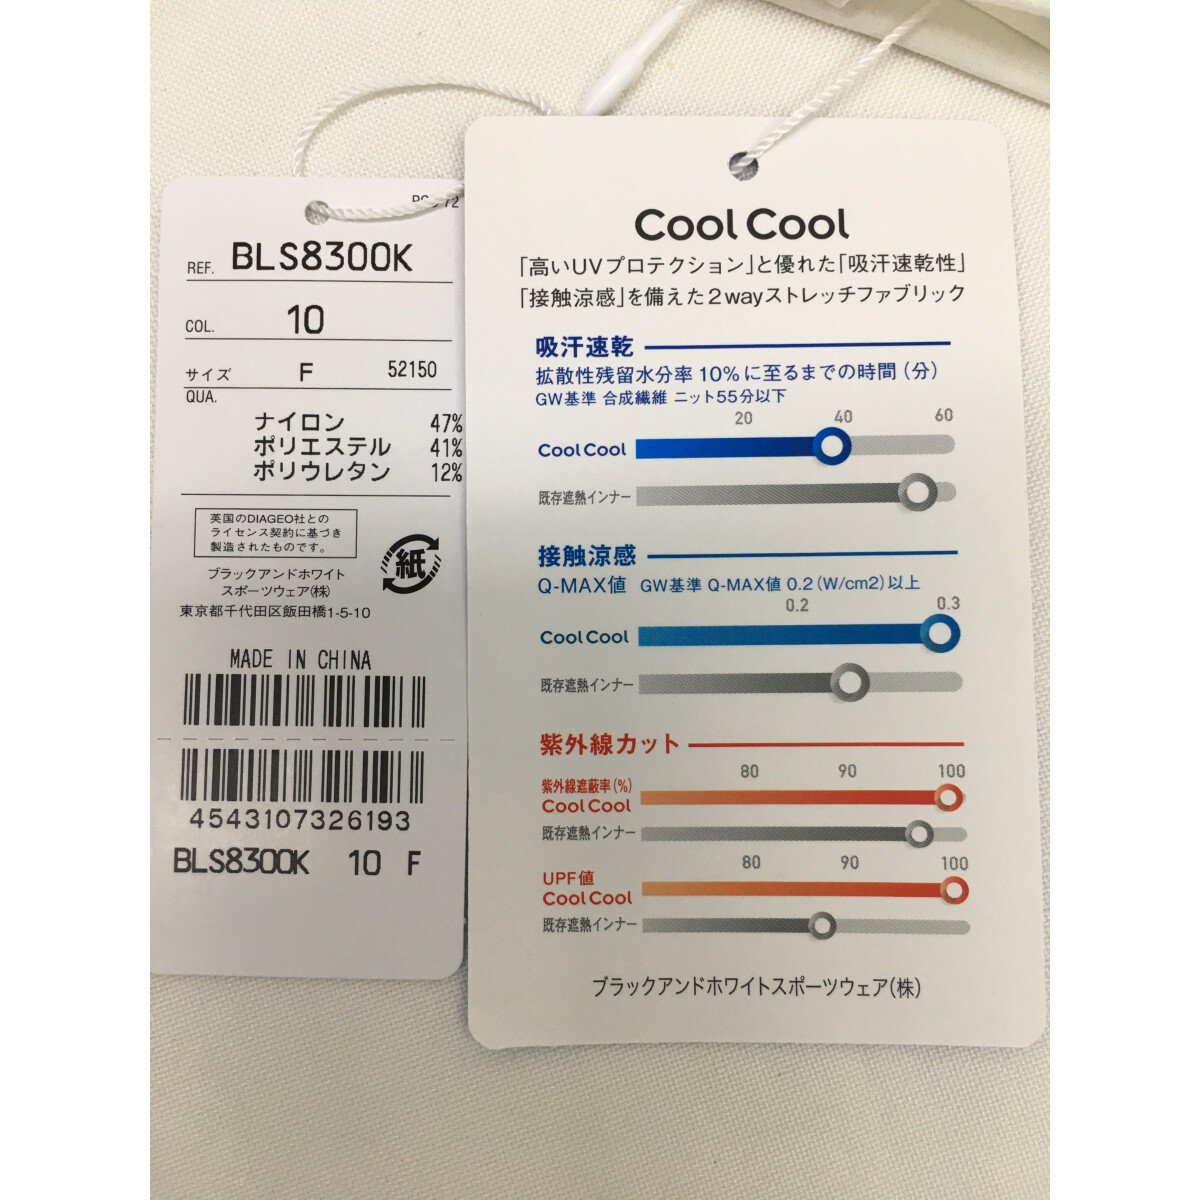 REF. BLS8300K
COL. 10
サイズ F 52150
QUA.
ナイロン 47%
ポリエステル 41%
ポリウレタン 12%
英国のDIAGEO社との
ライセンス契約に基づき
製造されたものです。
紙
ブラックアンドホワイト
スポーツウェア(株)
東京都千代田区飯田橋1-5-10
MADE IN CHINA
4543107326193
BLS8300K 10 F
Cool Cool
「高いUVプロテクション」と優れた「吸汗速乾性」
「接触涼感」を備えた2wayストレッチファブリック
吸汗速乾
拡散性残留水分率10%に至るまでの時間(分)
GW基準 合成繊維 ニット55分以下
20 40 60
Cool Cool
既存遮熱インナー
接触涼感
Q-MAX値 GW基準 Q-MAX値 0.2(W/cm2)以上
0.2 0.3
Cool Cool
既存遮熱インナー
紫外線カット
80 90 100
紫外線遮蔽率(%)
Cool Cool
既存遮熱インナー
80 90 100
UPF値
Cool Cool
既存遮熱インナー
ブラックアンドホワイトスポーツウェア(株)